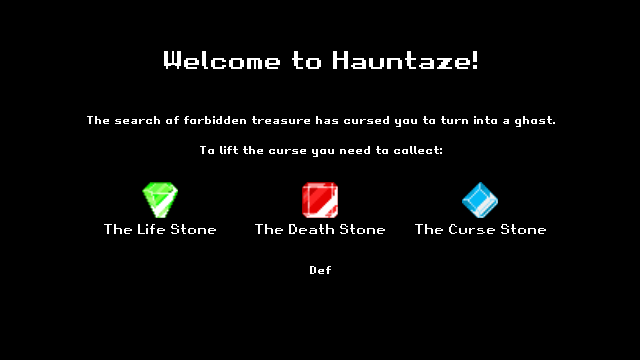 Welcome to Hauntaze!
The search of forbidden treasure has cursed you to turn into a ghost.
To lift the curse you need to collect:
The Life Stone
The Death Stone
The Curse Stone
Def